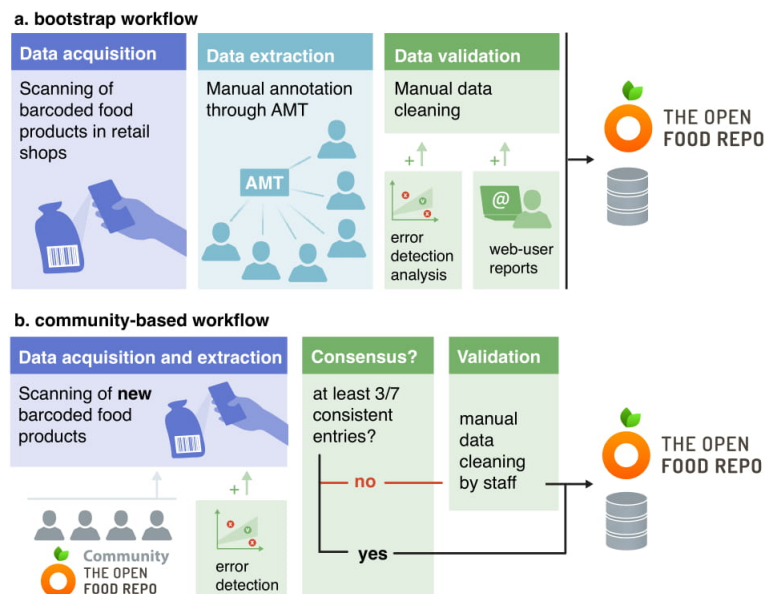 a. bootstrap workflow
Data acquisition
Scanning of
barcoded food
products in retail
shops
Data extraction
Manual annotation
through AMT
AMT
Data validation
Manual data
cleaning
+
+
x
v
x
error
detection
analysis
@
web-user
reports
THE OPEN
FOOD REPO
b. community-based workflow
Data acquisition and extraction
Scanning of new
barcoded food
products
+
Community
THE OPEN
FOOD REPO
x
v
x
error
detection
Consensus?
at least 3/7
consistent
entries?
no
yes
Validation
manual
data
cleaning
by staff
THE OPEN
FOOD REPO